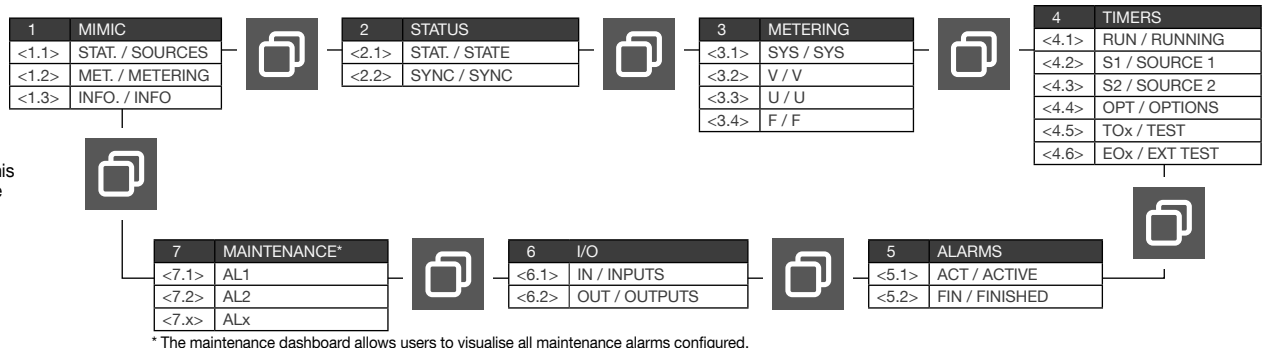 1 MIMIC
<1.1> STAT. / SOURCES
<1.2> MET. / METERING
<1.3> INFO. / INFO
2 STATUS
<2.1> STAT. / STATE
<2.2> SYNC / SYNC
3 METERING
<3.1> SYS / SYS
<3.2> V / V
<3.3> U / U
<3.4> F / F
4 TIMERS
<4.1> RUN / RUNNING
<4.2> S1 / SOURCE 1
<4.3> S2 / SOURCE 2
<4.4> OPT / OPTIONS
<4.5> TOx / TEST
<4.6> EOx / EXT TEST
7 MAINTENANCE*
<7.1> AL1
<7.2> AL2
<7.x> ALx
6 I/O
<6.1> IN / INPUTS
<6.2> OUT / OUTPUTS
5 ALARMS
<5.1> ACT / ACTIVE
<5.2> FIN / FINISHED
* The maintenance dashboard allows users to visualise all maintenance alarms configured.